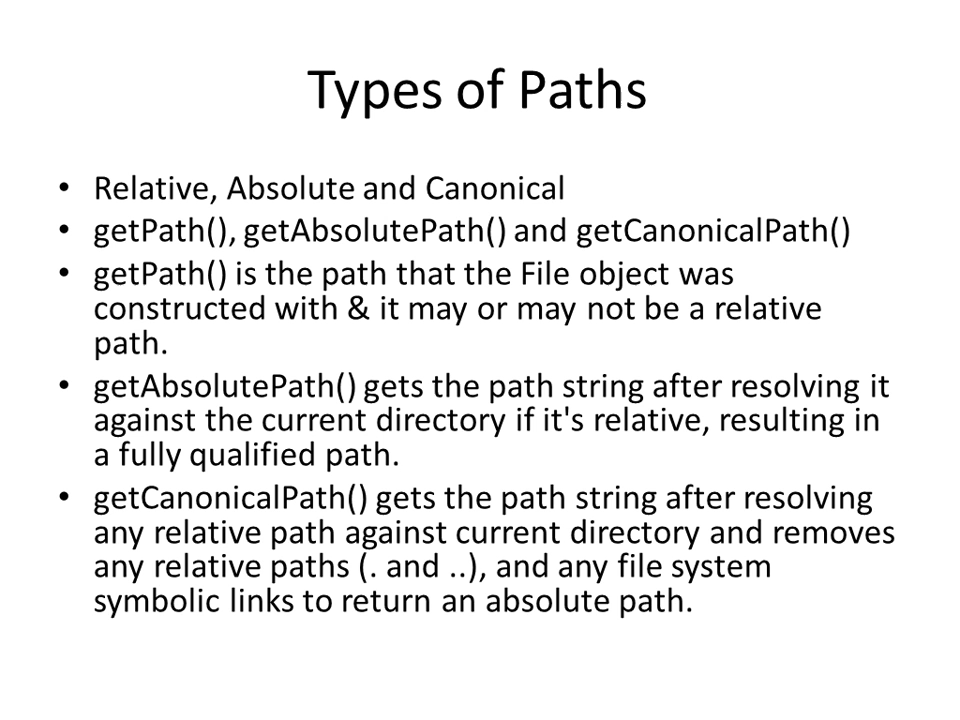 Types of Paths
• Relative, Absolute and Canonical
• getPath(), getAbsolutePath() and getCanonicalPath()
• getPath() is the path that the File object was
constructed with & it may or may not be a relative
path.
• getAbsolutePath() gets the path string after resolving it
against the current directory if it's relative, resulting in
a fully qualified path.
• getCanonicalPath() gets the path string after resolving
any relative path against current directory and removes
any relative paths (. and ..), and any file system
symbolic links to return an absolute path.